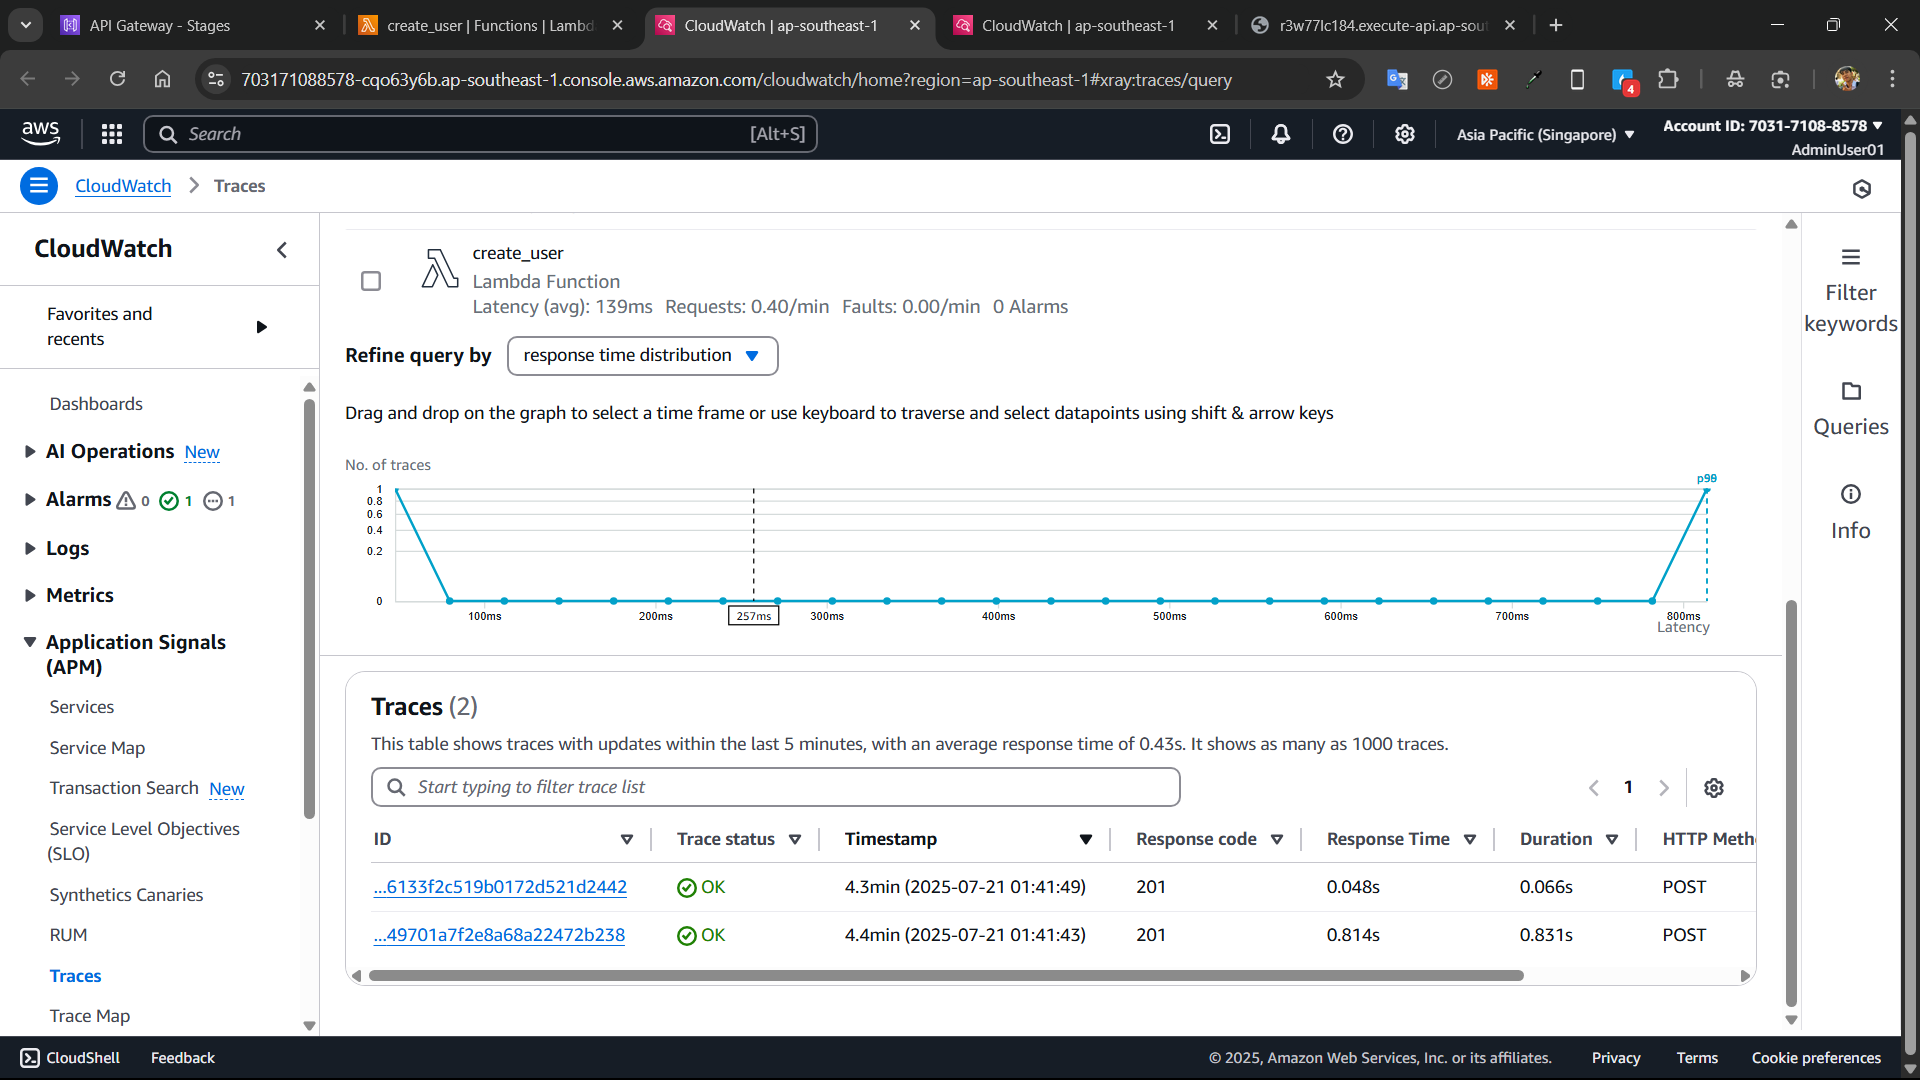 API Gateway - Stages
create_user | Functions | Lambd
CloudWatch | ap-southeast-1
CloudWatch | ap-southeast-1
r3w77lc184.execute-api.ap-sou
703171088578-cqo63y6b.ap-southeast-1.console.aws.amazon.com/cloudwatch/home?region=ap-southeast-1#xray:traces/query
4
aws
Search
[Alt+S]
Asia Pacific (Singapore)
Account ID: 7031-7108-8578
AdminUser01
CloudWatch
Traces
CloudWatch
Favorites and
recents
Dashboards
AI Operations New
Alarms 0 1 1
Logs
Metrics
Application Signals
(APM)
Services
Service Map
Transaction Search New
Service Level Objectives
(SLO)
Synthetics Canaries
RUM
Traces
Trace Map
create_user
Lambda Function
Latency (avg): 139ms Requests: 0.40/min Faults: 0.00/min 0 Alarms
Refine query by
response time distribution
Drag and drop on the graph to select a time frame or use keyboard to traverse and select datapoints using shift & arrow keys
No. of traces
1
0.8
0.6
0.4
0.2
0
100ms
200ms
257ms
300ms
400ms
500ms
600ms
700ms
800ms
Latency
Traces (2)
This table shows traces with updates within the last 5 minutes, with an average response time of 0.43s. It shows as many as 1000 traces.
Start typing to filter trace list
1
ID Trace status Timestamp Response code Response Time Duration HTTP Meth
...6133f2c519b0172d521d2442 OK 4.3min (2025-07-21 01:41:49) 201 0.048s 0.066s POST
...49701a7f2e8a68a22472b238 OK 4.4min (2025-07-21 01:41:43) 201 0.814s 0.831s POST
Filter
keywords
Queries
Info
CloudShell
Feedback
© 2025, Amazon Web Services, Inc. or its affiliates.
Privacy
Terms
Cookie preferences